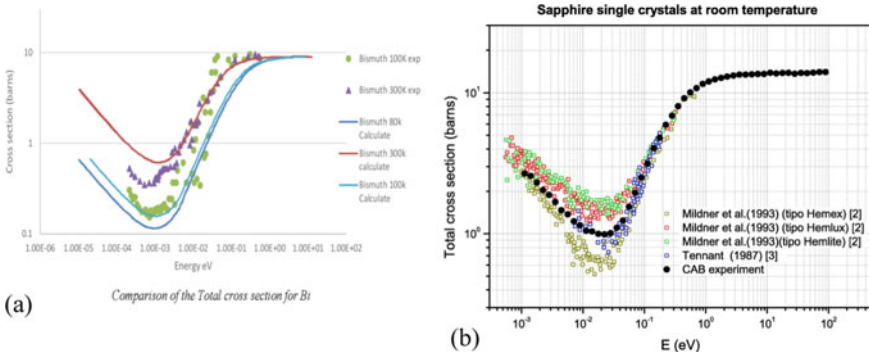 10
1
0.1
Cross section (barns)
1.00E-06 1.00E-05 1.00E-04 1.00E-03 1.00E-02 1.00E-01 1.00E+00 1.00E+01 1.00E+02
Energy eV
Bismuth 100K exp
Bismuth 300K exp
Bismuth 80k
Calculate
Bismuth 300k
calculate
Bismuth 100k
calculate
(a)
Comparison of the Total cross section for Bi
Sapphire single crystals at room temperature
Total cross section (barns)
10¹
10⁰
Mildner et al.(1993) (tipo Hemex) [2]
Mildner et al.(1993) (tipo Hemlux) [2]
Mildner et al.(1993)(tipo Hemlite) [2]
Tennant (1987) [3]
CAB experiment
10⁻³ 10⁻² 10⁻¹ 10⁰ 10¹ 10²
E (eV)
(b)